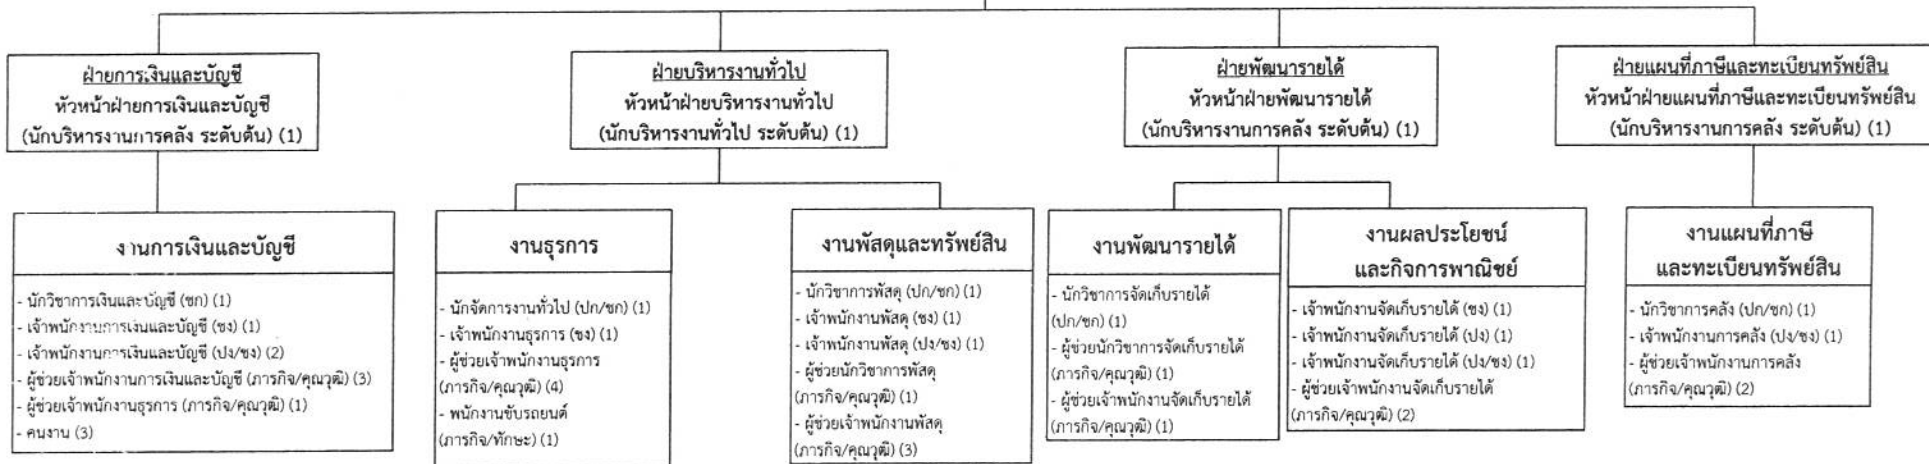 ฝ่ายการเงินและบัญชี
หัวหน้าฝ่ายการเงินและบัญชี
(นักบริหารงานการคลัง ระดับต้น) (1)
ฝ่ายบริหารงานทั่วไป
หัวหน้าฝ่ายบริหารงานทั่วไป
(นักบริหารงานทั่วไป ระดับต้น) (1)
ฝ่ายพัฒนารายได้
หัวหน้าฝ่ายพัฒนารายได้
(นักบริหารงานการคลัง ระดับต้น) (1)
ฝ่ายแผนที่ภาษีและทะเบียนทรัพย์สิน
หัวหน้าฝ่ายแผนที่ภาษีและทะเบียนทรัพย์สิน
(นักบริหารงานการคลัง ระดับต้น) (1)
งานการเงินและบัญชี
- นักวิชาการเงินและบัญชี (ชก) (1)
- เจ้าพนักงานการเงินและบัญชี (ชง) (1)
- เจ้าพนักงานการเงินและบัญชี (ปง/ชง) (2)
- ผู้ช่วยเจ้าพนักงานการเงินและบัญชี (ภารกิจ/คุณวุฒิ) (3)
- ผู้ช่วยเจ้าพนักงานธุรการ (ภารกิจ/คุณวุฒิ) (1)
- คนงาน (3)
งานธุรการ
- นักจัดการงานทั่วไป (ปก/ชก) (1)
- เจ้าพนักงานธุรการ (ชง) (1)
- ผู้ช่วยเจ้าพนักงานธุรการ
(ภารกิจ/คุณวุฒิ) (4)
- พนักงานขับรถยนต์
(ภารกิจ/ทักษะ) (1)
งานพัสดุและทรัพย์สิน
- นักวิชาการพัสดุ (ปก/ชก) (1)
- เจ้าพนักงานพัสดุ (ชง) (1)
- เจ้าพนักงานพัสดุ (ปง/ชง) (1)
- ผู้ช่วยนักวิชาการพัสดุ
(ภารกิจ/คุณวุฒิ) (1)
- ผู้ช่วยเจ้าพนักงานพัสดุ
(ภารกิจ/คุณวุฒิ) (3)
งานพัฒนารายได้
- นักวิชาการจัดเก็บรายได้
(ปก/ชก) (1)
- ผู้ช่วยนักวิชาการจัดเก็บรายได้
(ภารกิจ/คุณวุฒิ) (1)
- ผู้ช่วยเจ้าพนักงานจัดเก็บรายได้
(ภารกิจ/คุณวุฒิ) (1)
งานผลประโยชน์
และกิจการพาณิชย์
- เจ้าพนักงานจัดเก็บรายได้ (ชง) (1)
- เจ้าพนักงานจัดเก็บรายได้ (ปง) (1)
- เจ้าพนักงานจัดเก็บรายได้ (ปง/ชง) (1)
- ผู้ช่วยเจ้าพนักงานจัดเก็บรายได้
(ภารกิจ/คุณวุฒิ) (2)
งานแผนที่ภาษี
และทะเบียนทรัพย์สิน
- นักวิชาการคลัง (ปก/ชก) (1)
- เจ้าพนักงานการคลัง (ปง/ชง) (1)
- ผู้ช่วยเจ้าพนักงานการคลัง
(ภารกิจ/คุณวุฒิ) (2)